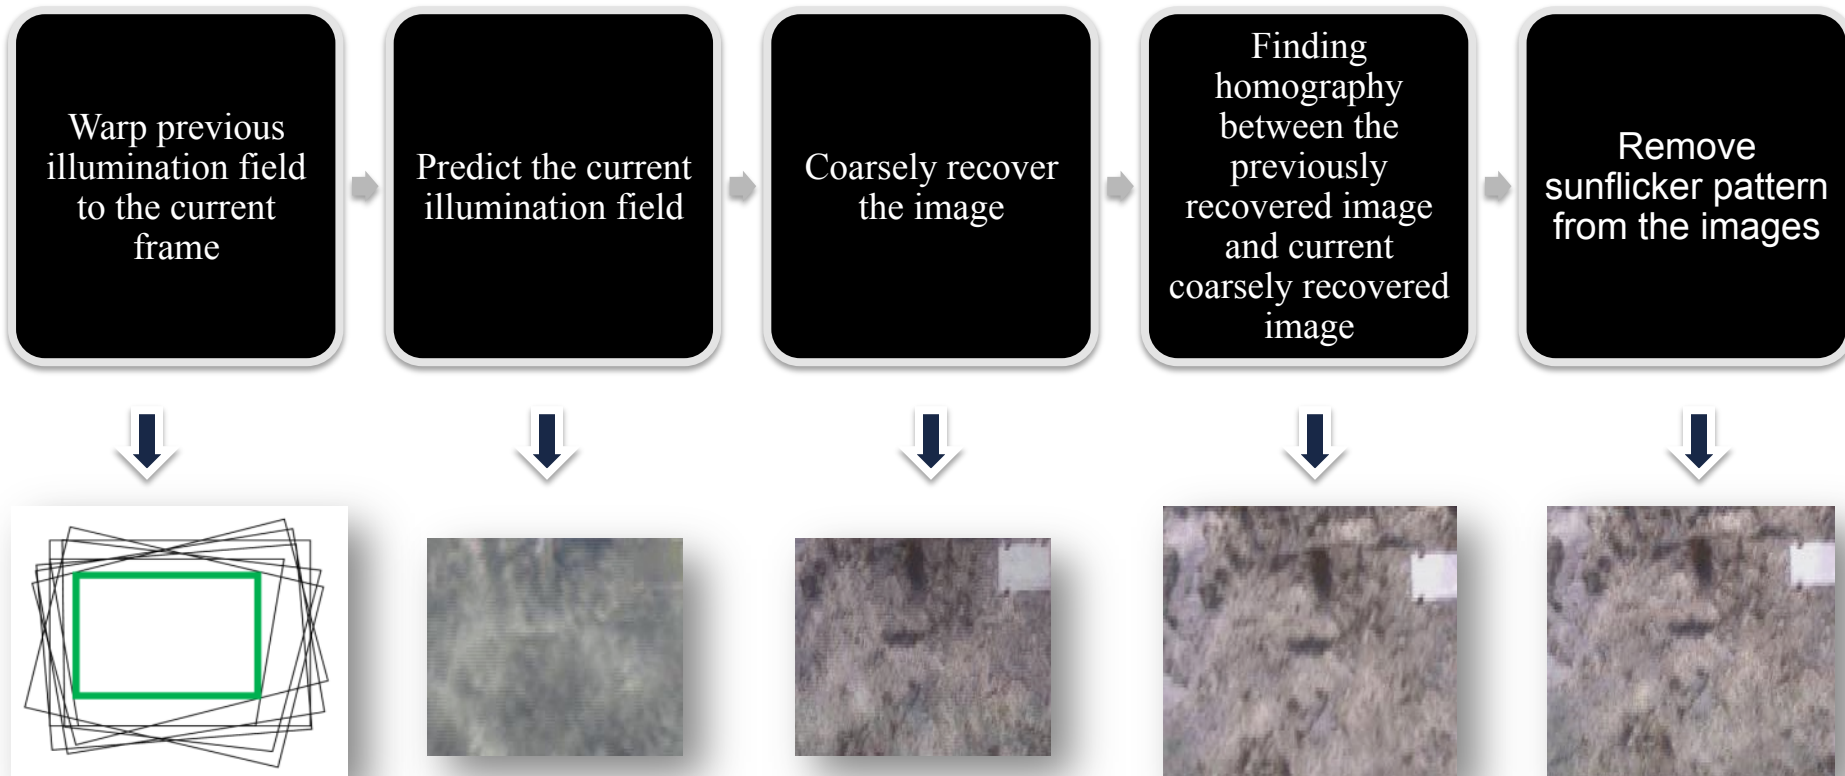 Warp previous
illumination field
to the current
frame
Predict the current
illumination field
Coarsely recover
the image
Finding
homography
between the
previously
recovered image
and current
coarsely recovered
image
Remove
sunflicker pattern
from the images